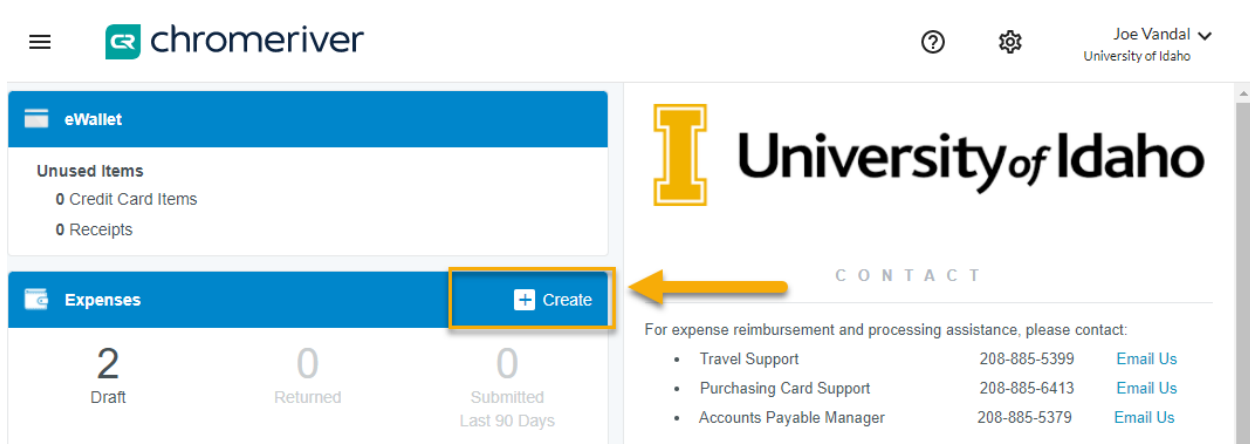 chromeriver
Joe Vandal
University of Idaho
eWallet
Unused Items
0 Credit Card Items
0 Receipts
Expenses
Create
2
Draft
0
Returned
0
Submitted
Last 90 Days
I
University of Idaho
CONTACT
For expense reimbursement and processing assistance, please contact:
• Travel Support 208-885-5399 Email Us
• Purchasing Card Support 208-885-6413 Email Us
• Accounts Payable Manager 208-885-5379 Email Us